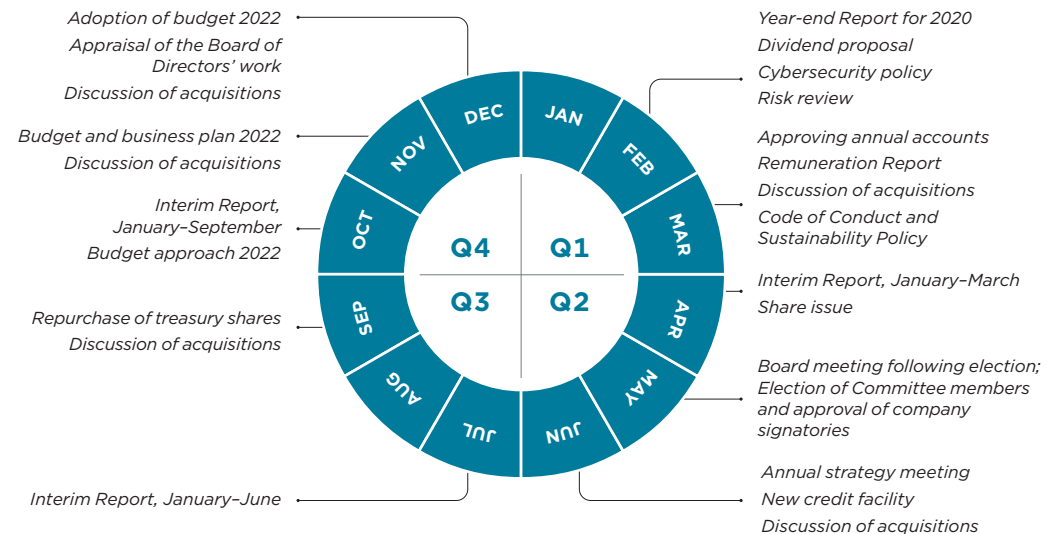 Adoption of budget 2022
Appraisal of the Board of
Directors' work
Discussion of acquisitions
Budget and business plan 2022
Discussion of acquisitions
Interim Report,
January–September
Budget approach 2022
Repurchase of treasury shares
Discussion of acquisitions
Interim Report, January–June
JAN
FEB
MAR
APR
MAY
JUN
JUL
AUG
SEP
OCT
NOV
DEC
Q4
Q1
Q3
Q2
Year-end Report for 2020
Dividend proposal
Cybersecurity policy
Risk review
Approving annual accounts
Remuneration Report
Discussion of acquisitions
Code of Conduct and
Sustainability Policy
Interim Report, January–March
Share issue
Board meeting following election;
Election of Committee members
and approval of company
signatories
Annual strategy meeting
New credit facility
Discussion of acquisitions